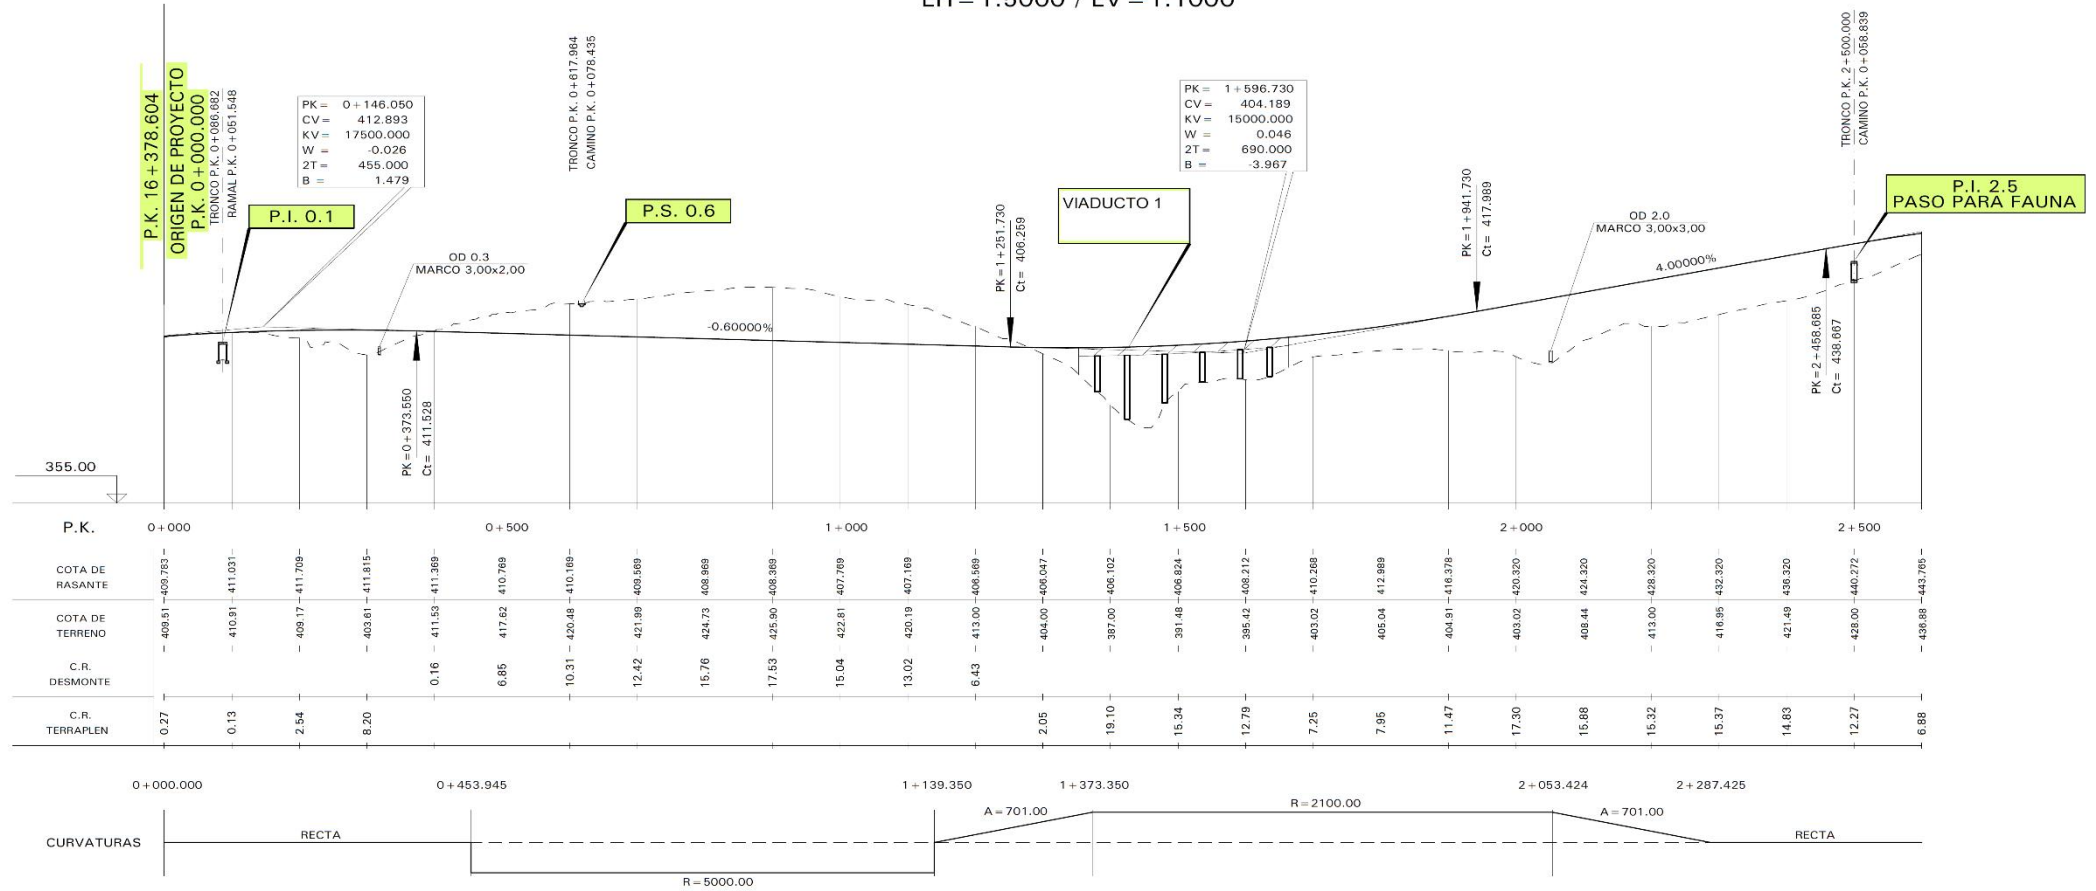 EH = 1:5000 / EV = 1:1000
P.K. 16+378.604
ORIGEN DE PROYECTO
P.K. 0+000.000
TRONCO P.K. 0+086.682
RAMAL P.K. 0+051.548
PK = 0+146.050
CV = 412.893
KV = 17500.000
W = -0.026
2T = 455.000
B = 1.479
P.I. 0.1
OD 0.3
MARCO 3,00x2,00
PK = 0+373.550
Ct = 411.528
TRONCO P.K. 0+617.964
CAMINO P.K. 0+078.435
P.S. 0.6
-0.60000%
PK = 1+251.730
Ct = 406.259
VIADUCTO 1
PK = 1+596.730
CV = 404.189
KV = 15000.000
W = 0.046
2T = 690.000
B = -3.967
PK = 1+941.730
Ct = 417.989
OD 2.0
MARCO 3,00x3,00
4.00000%
PK = 2+458.685
Ct = 438.667
TRONCO P.K. 2+500.000
CAMINO P.K. 0+058.839
P.I. 2.5
PASO PARA FAUNA
355.00
P.K. 0+000 0+500 1+000 1+500 2+000 2+500
COTA DE
RASANTE
409.783 411.031 411.709 411.815 411.369 410.769 410.169 409.569 408.969 408.369 407.769 407.169 406.569 406.047 406.102 406.824 408.212 410.268 412.989 416.378 420.320 424.320 428.320 432.320 436.320 440.272 443.765
COTA DE
TERRENO
409.51 410.91 409.17 403.61 411.53 417.62 420.48 421.99 424.73 425.90 422.81 420.19 413.00 404.00 387.00 391.48 395.42 403.02 405.04 404.91 403.02 408.44 413.00 416.95 421.49 428.00 436.88
C.R.
DESMONTE
0.16 6.85 10.31 12.42 15.76 17.53 15.04 13.02 6.43
C.R.
TERRAPLEN
0.27 0.13 2.54 8.20 2.05 19.10 15.34 12.79 7.25 7.95 11.47 17.30 15.88 15.32 15.37 14.83 12.27 6.88
0+000.000 0+453.945 1+139.350 1+373.350 2+053.424 2+287.425
CURVATURAS
RECTA
R = 5000.00
A = 701.00
R = 2100.00
A = 701.00
RECTA